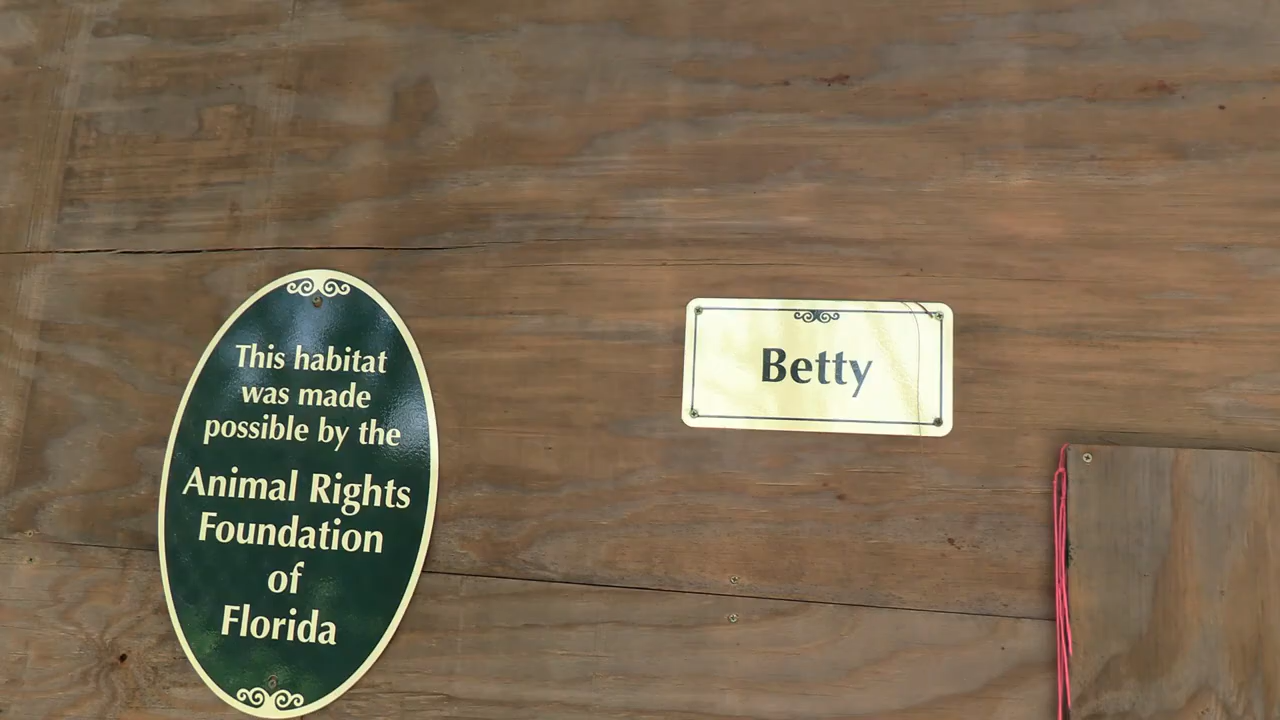 This habitat
was made
possible by the
Animal Rights
Foundation
of
Florida
Betty